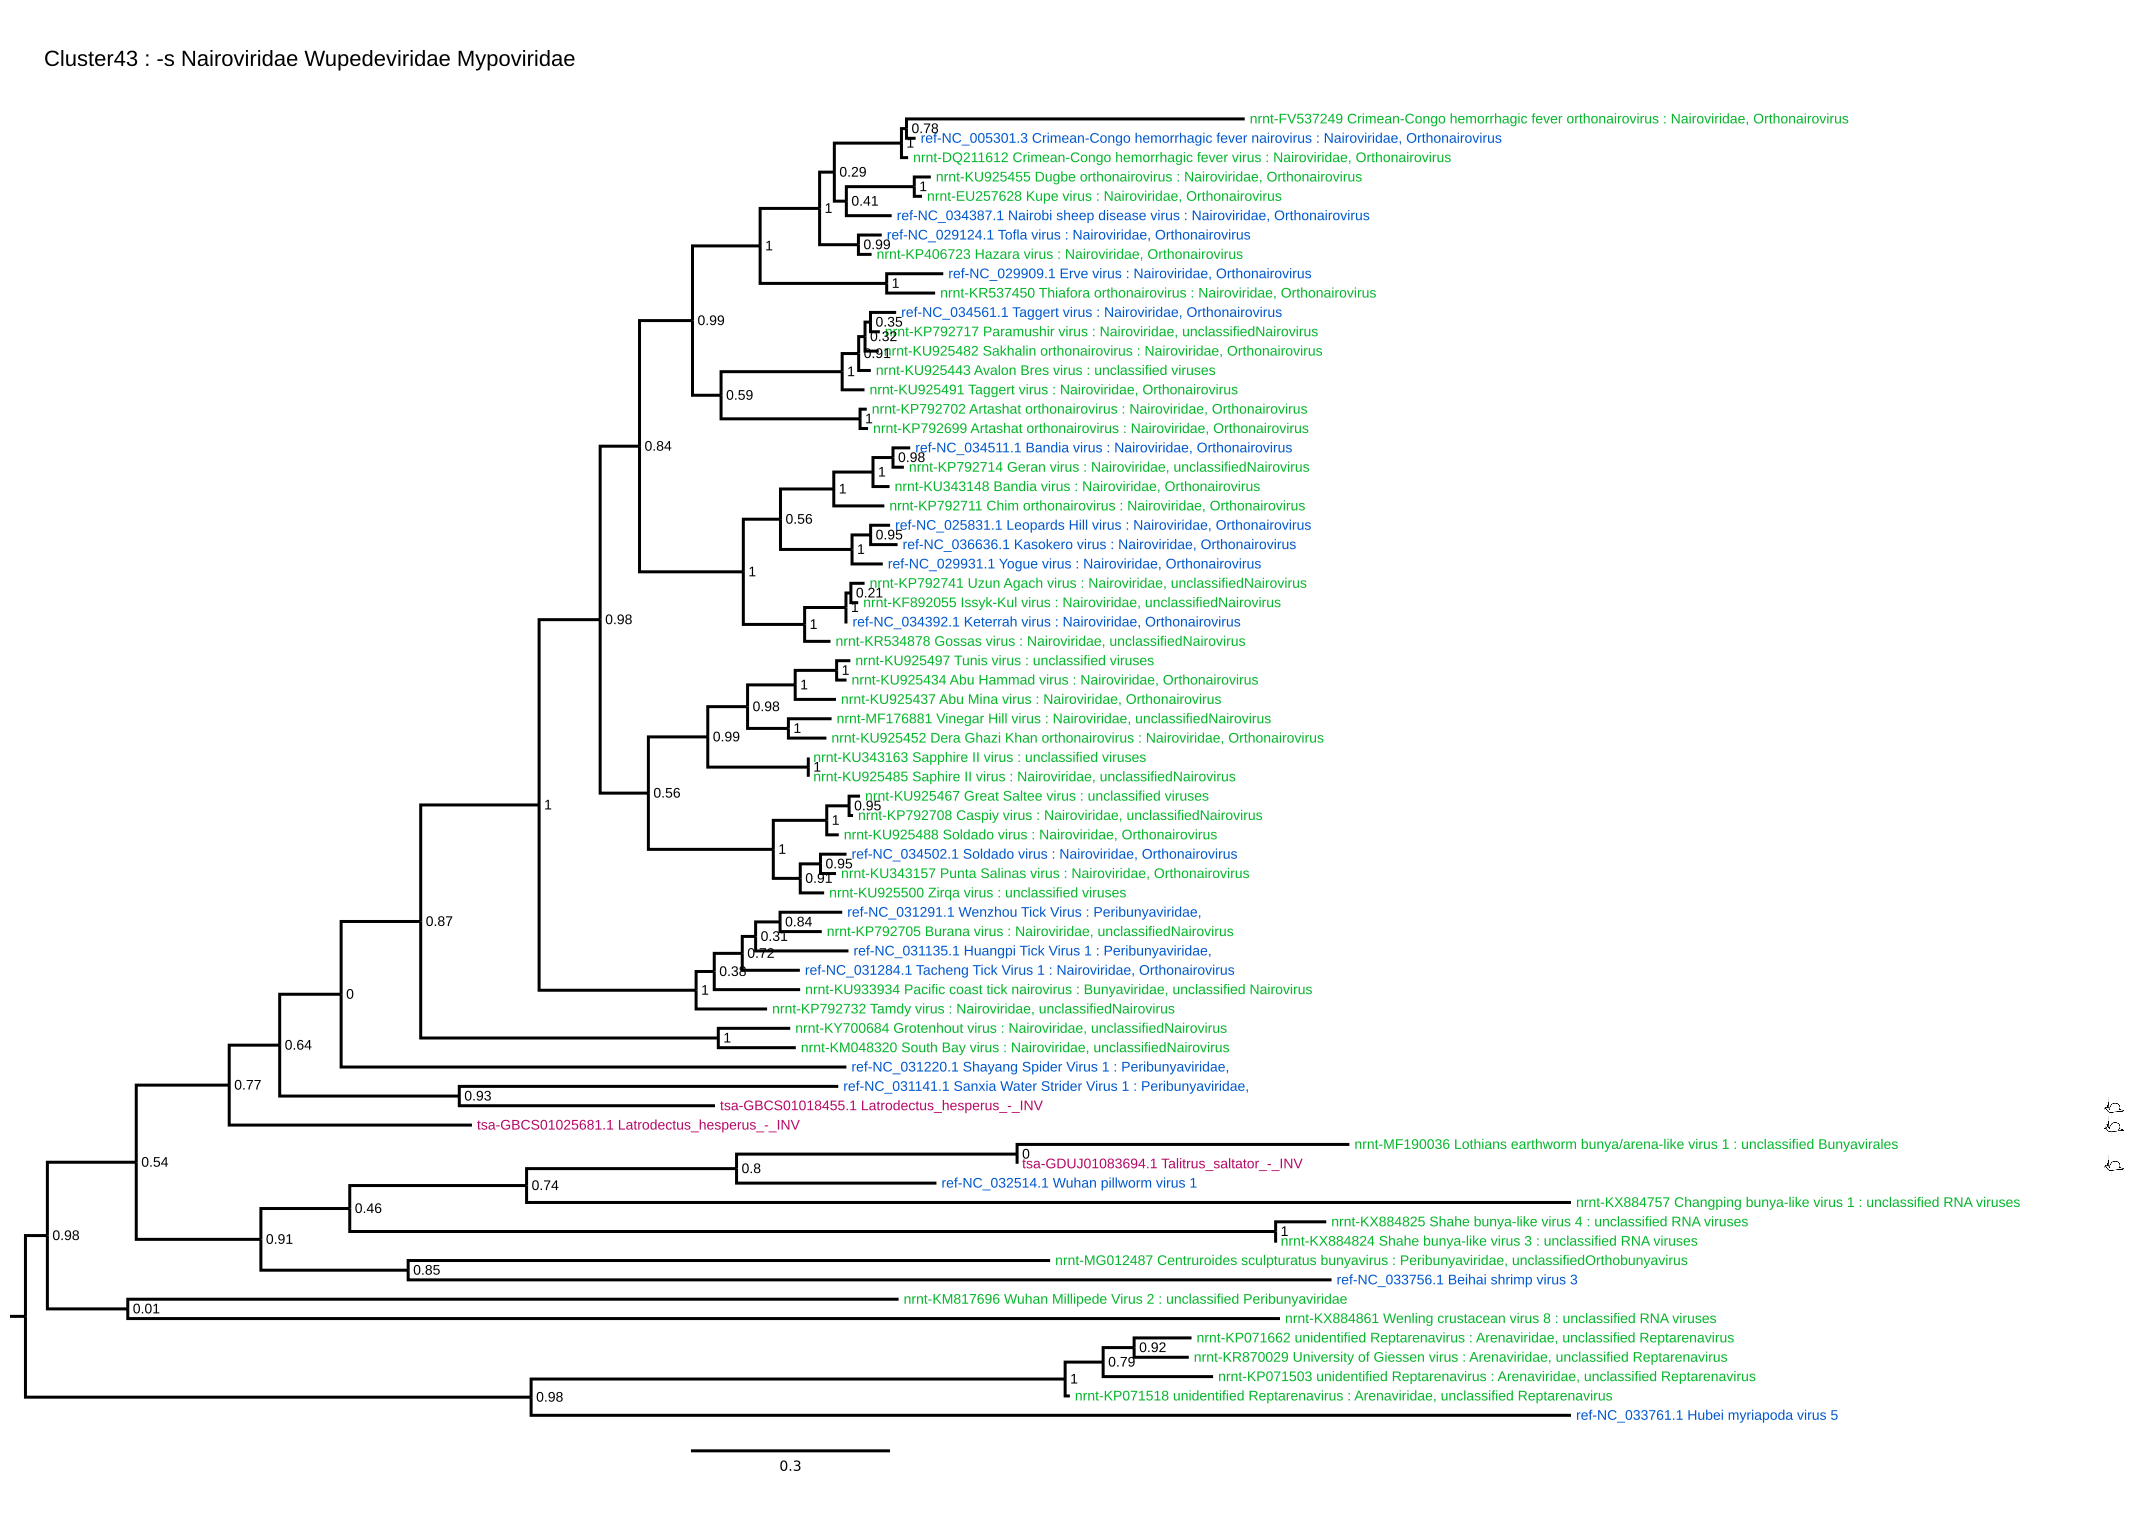 Cluster43 : -s Nairoviridae Wupedeviridae Mypoviridae
nrnt-FV537249 Crimean-Congo hemorrhagic fever orthonairovirus : Nairoviridae, Orthonairovirus
0.78
ref-NC_005301.3 Crimean-Congo hemorrhagic fever nairovirus : Nairoviridae, Orthonairovirus
1
nrnt-DQ211612 Crimean-Congo hemorrhagic fever virus : Nairoviridae, Orthonairovirus
0.29
nrnt-KU925455 Dugbe orthonairovirus : Nairoviridae, Orthonairovirus
1
nrnt-EU257628 Kupe virus : Nairoviridae, Orthonairovirus
0.41
1
ref-NC_034387.1 Nairobi sheep disease virus : Nairoviridae, Orthonairovirus
ref-NC_029124.1 Tofla virus : Nairoviridae, Orthonairovirus
1
0.99
nrnt-KP406723 Hazara virus : Nairoviridae, Orthonairovirus
ref-NC_029909.1 Erve virus : Nairoviridae, Orthonairovirus
1
nrnt-KR537450 Thiafora orthonairovirus : Nairoviridae, Orthonairovirus
ref-NC_034561.1 Taggert virus : Nairoviridae, Orthonairovirus
0.99
0.35
nrnt-KP792717 Paramushir virus : Nairoviridae, unclassifiedNairovirus
0.32
nrnt-KU925482 Sakhalin orthonairovirus : Nairoviridae, Orthonairovirus
0.91
nrnt-KU925443 Avalon Bres virus : unclassified viruses
1
nrnt-KU925491 Taggert virus : Nairoviridae, Orthonairovirus
0.59
nrnt-KP792702 Artashat orthonairovirus : Nairoviridae, Orthonairovirus
1
nrnt-KP792699 Artashat orthonairovirus : Nairoviridae, Orthonairovirus
0.84
ref-NC_034511.1 Bandia virus : Nairoviridae, Orthonairovirus
0.98
nrnt-KP792714 Geran virus : Nairoviridae, unclassifiedNairovirus
1
nrnt-KU343148 Bandia virus : Nairoviridae, Orthonairovirus
1
nrnt-KP792711 Chim orthonairovirus : Nairoviridae, Orthonairovirus
0.56
ref-NC_025831.1 Leopards Hill virus : Nairoviridae, Orthonairovirus
0.95
ref-NC_036636.1 Kasokero virus : Nairoviridae, Orthonairovirus
1
ref-NC_029931.1 Yogue virus : Nairoviridae, Orthonairovirus
1
nrnt-KP792741 Uzun Agach virus : Nairoviridae, unclassifiedNairovirus
0.21
nrnt-KF892055 Issyk-Kul virus : Nairoviridae, unclassifiedNairovirus
1
ref-NC_034392.1 Keterrah virus : Nairoviridae, Orthonairovirus
0.98
1
nrnt-KR534878 Gossas virus : Nairoviridae, unclassifiedNairovirus
nrnt-KU925497 Tunis virus : unclassified viruses
1
nrnt-KU925434 Abu Hammad virus : Nairoviridae, Orthonairovirus
1
nrnt-KU925437 Abu Mina virus : Nairoviridae, Orthonairovirus
0.98
nrnt-MF176881 Vinegar Hill virus : Nairoviridae, unclassifiedNairovirus
1
nrnt-KU925452 Dera Ghazi Khan orthonairovirus : Nairoviridae, Orthonairovirus
0.99
nrnt-KU343163 Sapphire II virus : unclassified viruses
1
nrnt-KU925485 Saphire II virus : Nairoviridae, unclassifiedNairovirus
0.56
nrnt-KU925467 Great Saltee virus : unclassified viruses
0.95
nrnt-KP792708 Caspiy virus : Nairoviridae, unclassifiedNairovirus
1
1
nrnt-KU925488 Soldado virus : Nairoviridae, Orthonairovirus
1
ref-NC_034502.1 Soldado virus : Nairoviridae, Orthonairovirus
0.95
nrnt-KU343157 Punta Salinas virus : Nairoviridae, Orthonairovirus
0.91
nrnt-KU925500 Zirqa virus : unclassified viruses
ref-NC_031291.1 Wenzhou Tick Virus : Peribunyaviridae,
0.87
0.84
nrnt-KP792705 Burana virus : Nairoviridae, unclassifiedNairovirus
0.31
ref-NC_031135.1 Huangpi Tick Virus 1 : Peribunyaviridae,
0.72
ref-NC_031284.1 Tacheng Tick Virus 1 : Nairoviridae, Orthonairovirus
0.38
nrnt-KU933934 Pacific coast tick nairovirus : Bunyaviridae, unclassified Nairovirus
0
1
nrnt-KP792732 Tamdy virus : Nairoviridae, unclassifiedNairovirus
nrnt-KY700684 Grotenhout virus : Nairoviridae, unclassifiedNairovirus
1
nrnt-KM048320 South Bay virus : Nairoviridae, unclassifiedNairovirus
0.64
ref-NC_031220.1 Shayang Spider Virus 1 : Peribunyaviridae,
0.77
ref-NC_031141.1 Sanxia Water Strider Virus 1 : Peribunyaviridae,
0.93
tsa-GBCS01018455.1 Latrodectus_hesperus_-_INV
tsa-GBCS01025681.1 Latrodectus_hesperus_-_INV
nrnt-MF190036 Lothians earthworm bunya/arena-like virus 1 : unclassified Bunyavirales
0
0.54
tsa-GDUJ01083694.1 Talitrus_saltator_-_INV
0.8
ref-NC_032514.1 Wuhan pillworm virus 1
0.74
nrnt-KX884757 Changping bunya-like virus 1 : unclassified RNA viruses
0.46
nrnt-KX884825 Shahe bunya-like virus 4 : unclassified RNA viruses
1
0.98
0.91
nrnt-KX884824 Shahe bunya-like virus 3 : unclassified RNA viruses
nrnt-MG012487 Centruroides sculpturatus bunyavirus : Peribunyaviridae, unclassifiedOrthobunyavirus
0.85
ref-NC_033756.1 Beihai shrimp virus 3
nrnt-KM817696 Wuhan Millipede Virus 2 : unclassified Peribunyaviridae
0.01
nrnt-KX884861 Wenling crustacean virus 8 : unclassified RNA viruses
nrnt-KP071662 unidentified Reptarenavirus : Arenaviridae, unclassified Reptarenavirus
0.92
nrnt-KR870029 University of Giessen virus : Arenaviridae, unclassified Reptarenavirus
0.79
nrnt-KP071503 unidentified Reptarenavirus : Arenaviridae, unclassified Reptarenavirus
1
nrnt-KP071518 unidentified Reptarenavirus : Arenaviridae, unclassified Reptarenavirus
0.98
ref-NC_033761.1 Hubei myriapoda virus 5
0.3